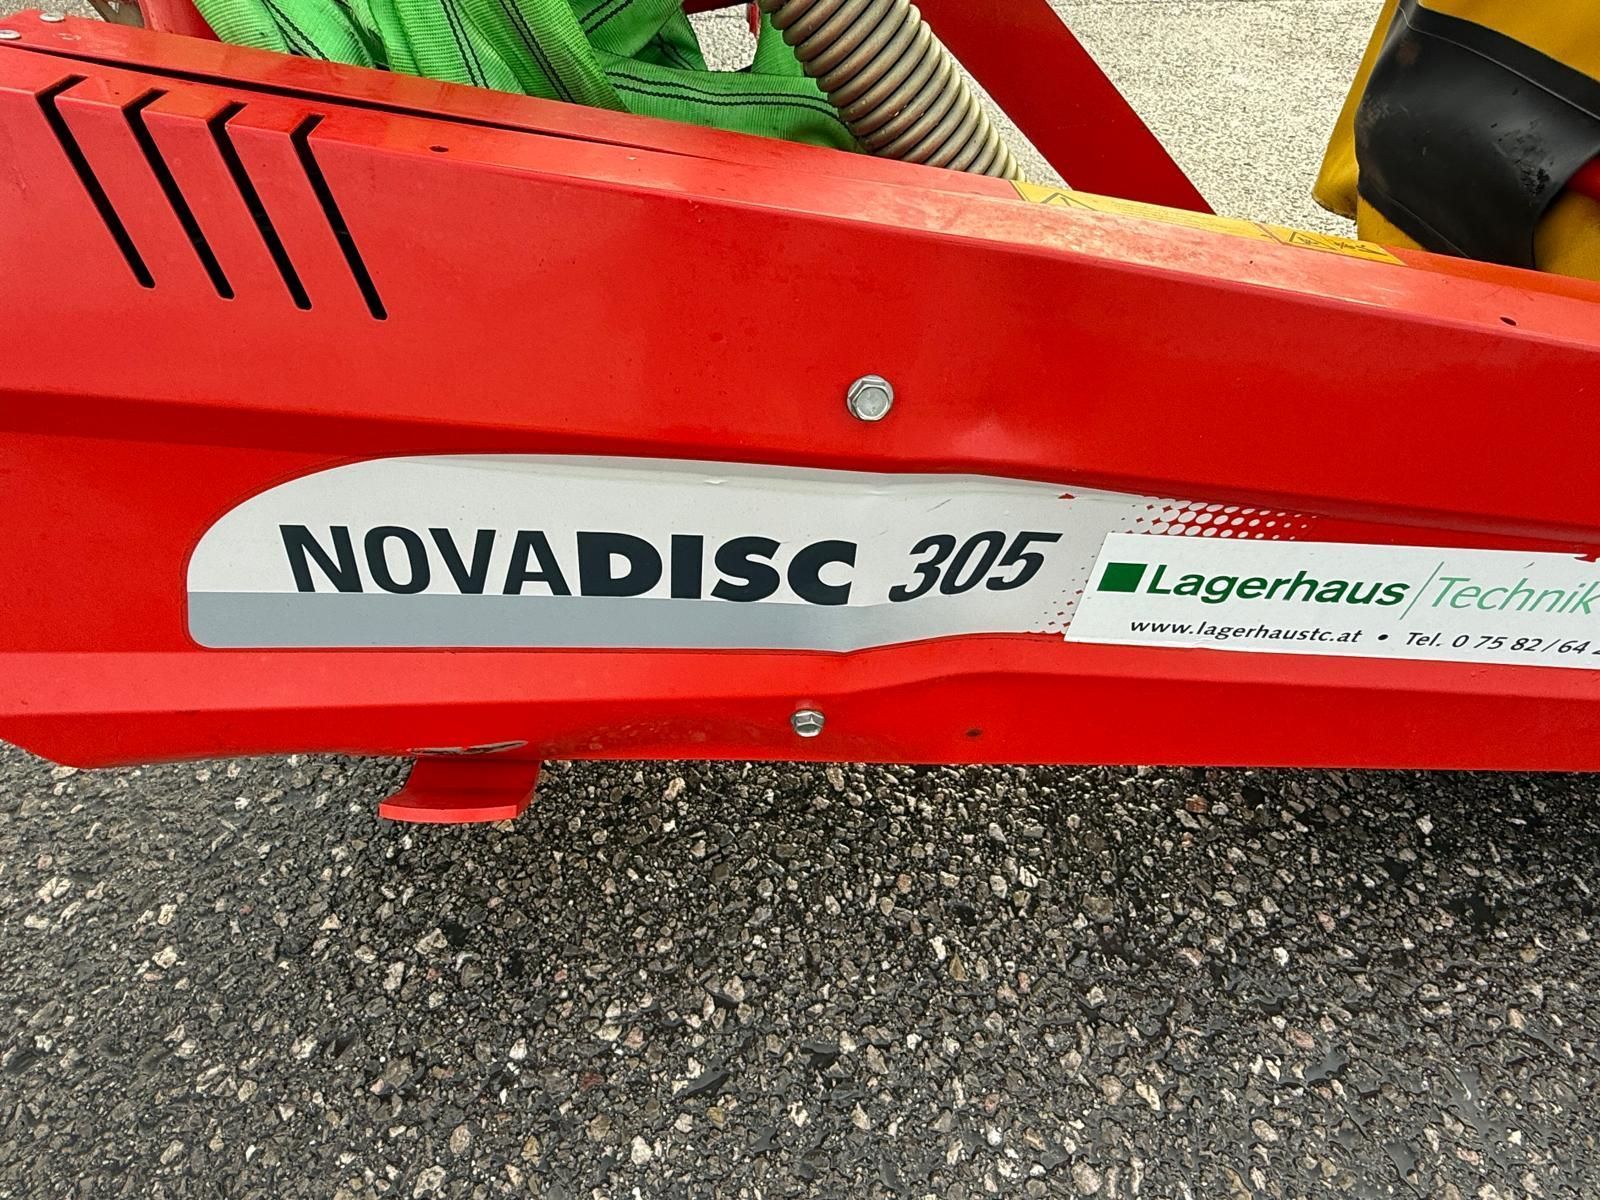 NOVADISC 305
Lagerhaus Technik
www.lagerhaustc.at • Tel. 0 75 82/64